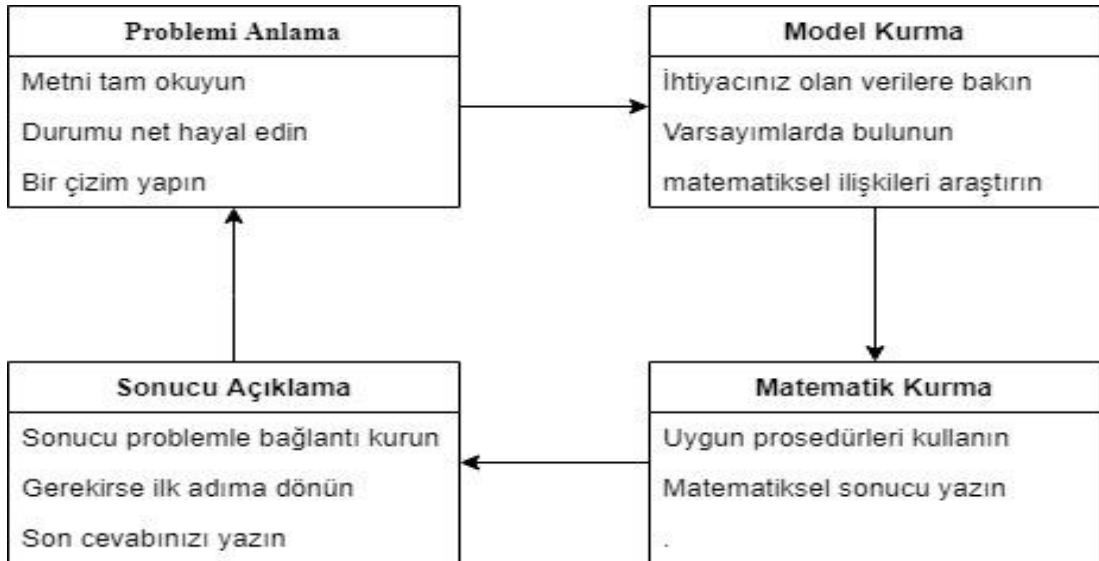 Problemi Anlama
Metni tam okuyun
Durumu net hayal edin
Bir çizim yapın
Model Kurma
İhtiyacınız olan verilere bakın
Varsayımlarda bulunun
matematiksel ilişkileri araştırın
Matematik Kurma
Uygun prosedürleri kullanın
Matematiksel sonucu yazın
.
Sonucu Açıklama
Sonucu problemle bağlantı kurun
Gerekirse ilk adıma dönün
Son cevabınızı yazın